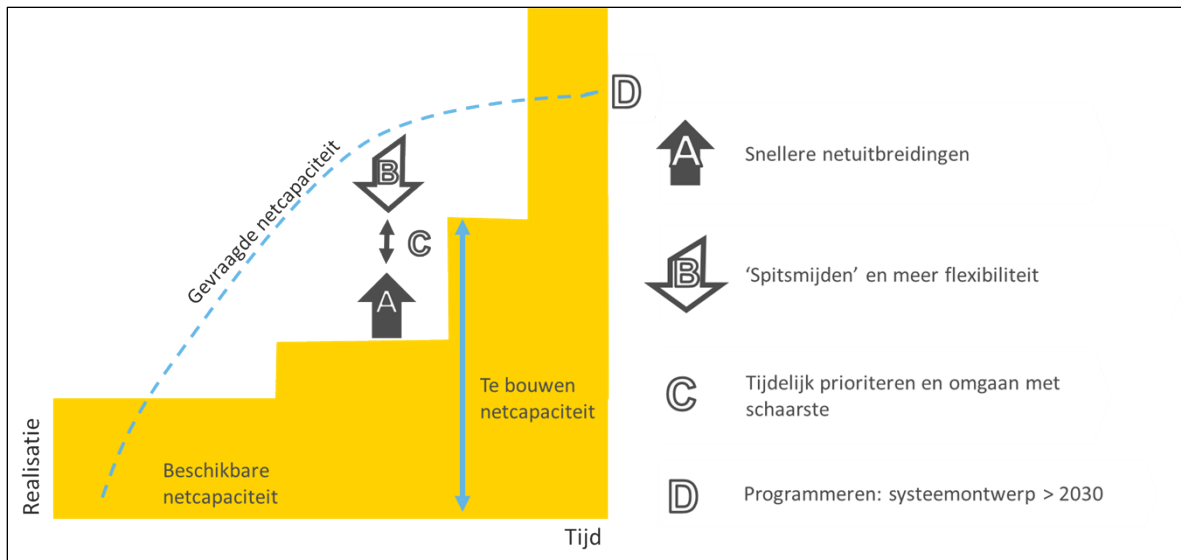 Gevraagde netcapaciteit
D
B
C
A
Te bouwen
netcapaciteit
Beschikbare
netcapaciteit
Realisatie
Tijd
A
Snellere netuitbreidingen
B
‘Spitsmijden’ en meer flexibiliteit
C
Tijdelijk prioriteren en omgaan met
schaarste
D
Programmeren: systeemontwerp > 2030